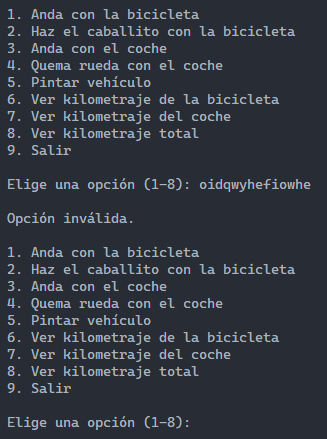 1. Anda con la bicicleta
2. Haz el caballito con la bicicleta
3. Anda con el coche
4. Quema rueda con el coche
5. Pintar vehículo
6. Ver kilometraje de la bicicleta
7. Ver kilometraje del coche
8. Ver kilometraje total
9. Salir
Elige una opción (1-8): oidqwyhefiowhe
Opción inválida.
1. Anda con la bicicleta
2. Haz el caballito con la bicicleta
3. Anda con el coche
4. Quema rueda con el coche
5. Pintar vehículo
6. Ver kilometraje de la bicicleta
7. Ver kilometraje del coche
8. Ver kilometraje total
9. Salir
Elige una opción (1-8):